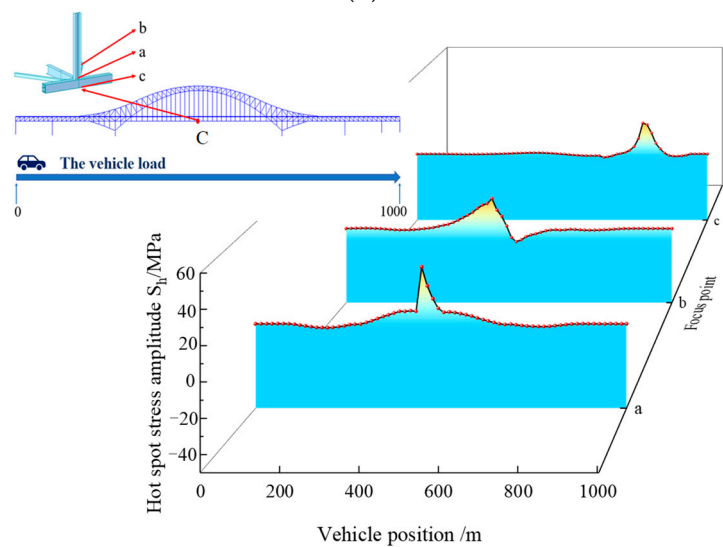 b
a
c
C
The vehicle load
0
1000
Hot spot stress amplitude Sh/MPa
60
40
20
0
−20
−40
0
200
400
600
800
1000
Vehicle position /m
a
b
c
Focus point